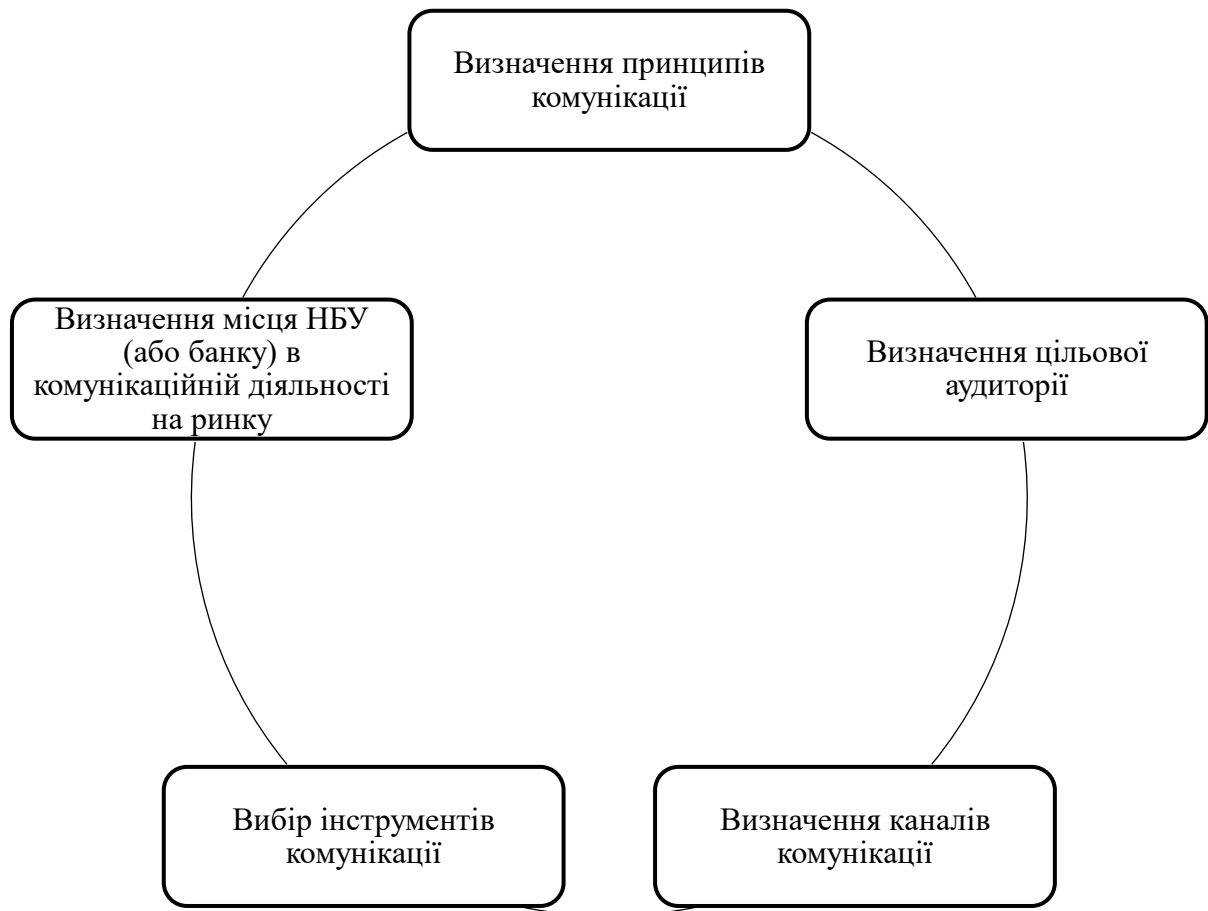 Визначення принципів
комунікації
Визначення місця НБУ
(або банку) в
комунікаційній діяльності
на ринку
Визначення цільової
аудиторії
Вибір інструментів
комунікації
Визначення каналів
комунікації